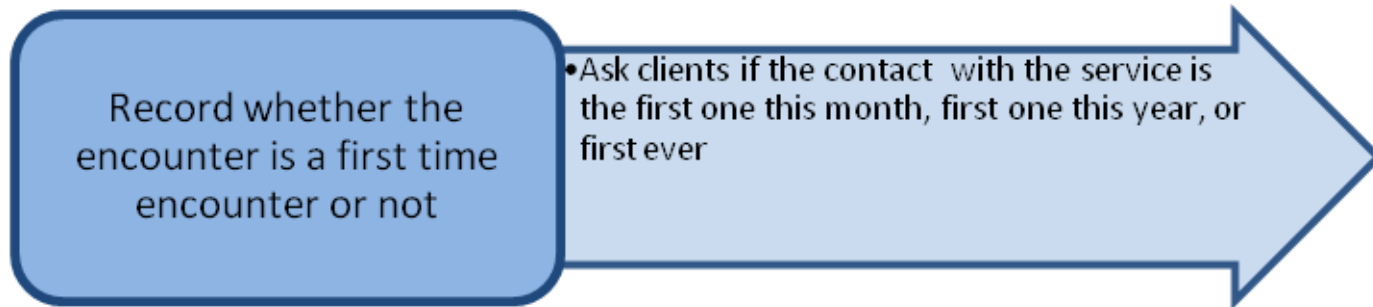 Record whether the
encounter is a first time
encounter or not
•Ask clients if the contact with the service is
the first one this month, first one this year, or
first ever